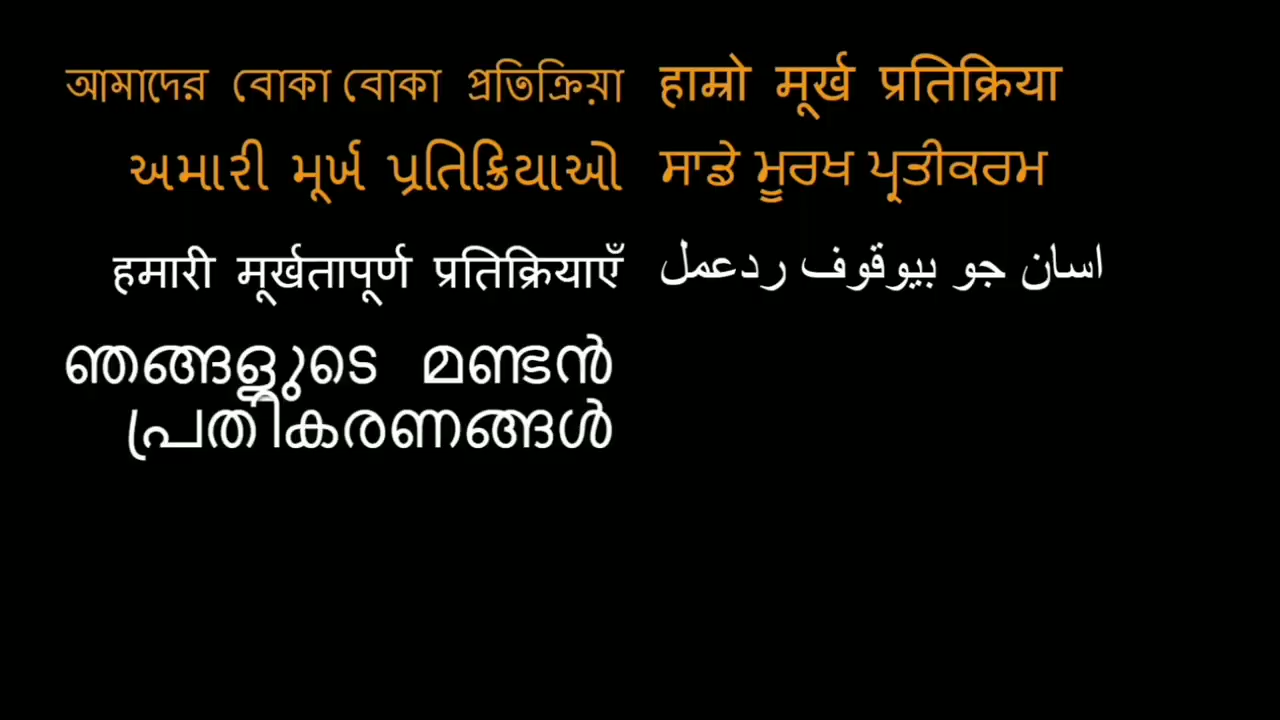 আমাদের বোকা বোকা প্রতিক্রিয়া
हाम्रो मूर्ख प्रतिक्रिया
અમારી મૂર્ખ પ્રતિક્રિયાઓ
ਸਾਡੇ ਮੂਰਖ ਪ੍ਰਤੀਕਰਮ
हमारी मूर्खतापूर्ण प्रतिक्रियाएँ
اسان جو بيوقوف ردعمل
ഞങ്ങളുടെ മണ്ടൻ
പ്രതികരണങ്ങൾ